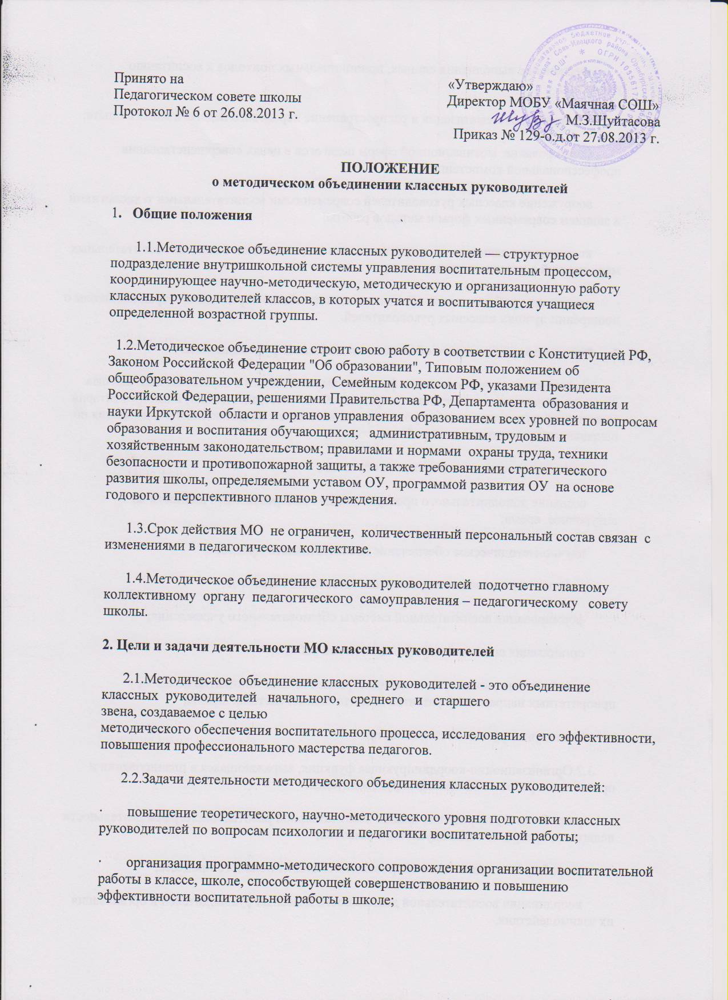 Принято на
Педагогическом совете школы
Протокол № 6 от 26.08.2013 г.
«Утверждаю»
Директор МОБУ «Маячная СОШ»
М.З.Шуйтасова
Приказ № 129-о.д.от 27.08.2013 г.
ПОЛОЖЕНИЕ
о методическом объединении классных руководителей
1. Общие положения
1.1.Методическое объединение классных руководителей — структурное
подразделение внутришкольной системы управления воспитательным процессом,
координирующее научно-методическую, методическую и организационную работу
классных руководителей классов, в которых учатся и воспитываются учащиеся
определенной возрастной группы.
1.2.Методическое объединение строит свою работу в соответствии с Конституцией РФ,
Законом Российской Федерации "Об образовании", Типовым положением об
общеобразовательном учреждении, Семейным кодексом РФ, указами Президента
Российской Федерации, решениями Правительства РФ, Департамента образования и
науки Иркутской области и органов управления образованием всех уровней по вопросам
образования и воспитания обучающихся; административным, трудовым и
хозяйственным законодательством; правилами и нормами охраны труда, техники
безопасности и противопожарной защиты, а также требованиями стратегического
развития школы, определяемыми уставом ОУ, программой развития ОУ на основе
годового и перспективного планов учреждения.
1.3.Срок действия МО не ограничен, количественный персональный состав связан с
изменениями в педагогическом коллективе.
1.4.Методическое объединение классных руководителей подотчетно главному
коллективному органу педагогического самоуправления – педагогическому совету
школы.
2. Цели и задачи деятельности МО классных руководителей
2.1.Методическое объединение классных руководителей - это объединение
классных руководителей начального, среднего и старшего
звена, создаваемое с целью
методического обеспечения воспитательного процесса, исследования его эффективности,
повышения профессионального мастерства педагогов.
2.2.Задачи деятельности методического объединения классных руководителей:
· повышение теоретического, научно-методического уровня подготовки классных
руководителей по вопросам психологии и педагогики воспитательной работы;
· организация программно-методического сопровождения организации воспитательной
работы в классе, школе, способствующей совершенствованию и повышению
эффективности воспитательной работы в школе;